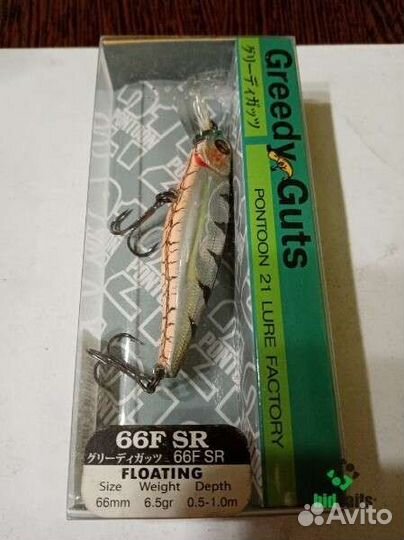 Greedy Guts
グリーディガッツ
PONTOON 21 LURE FACTORY
PONTOON
66F SR
グリーディガッツ 66F SR
FLOATING
Size Weight Depth
66mm 6.5gr 0.5-1.0m
Avito